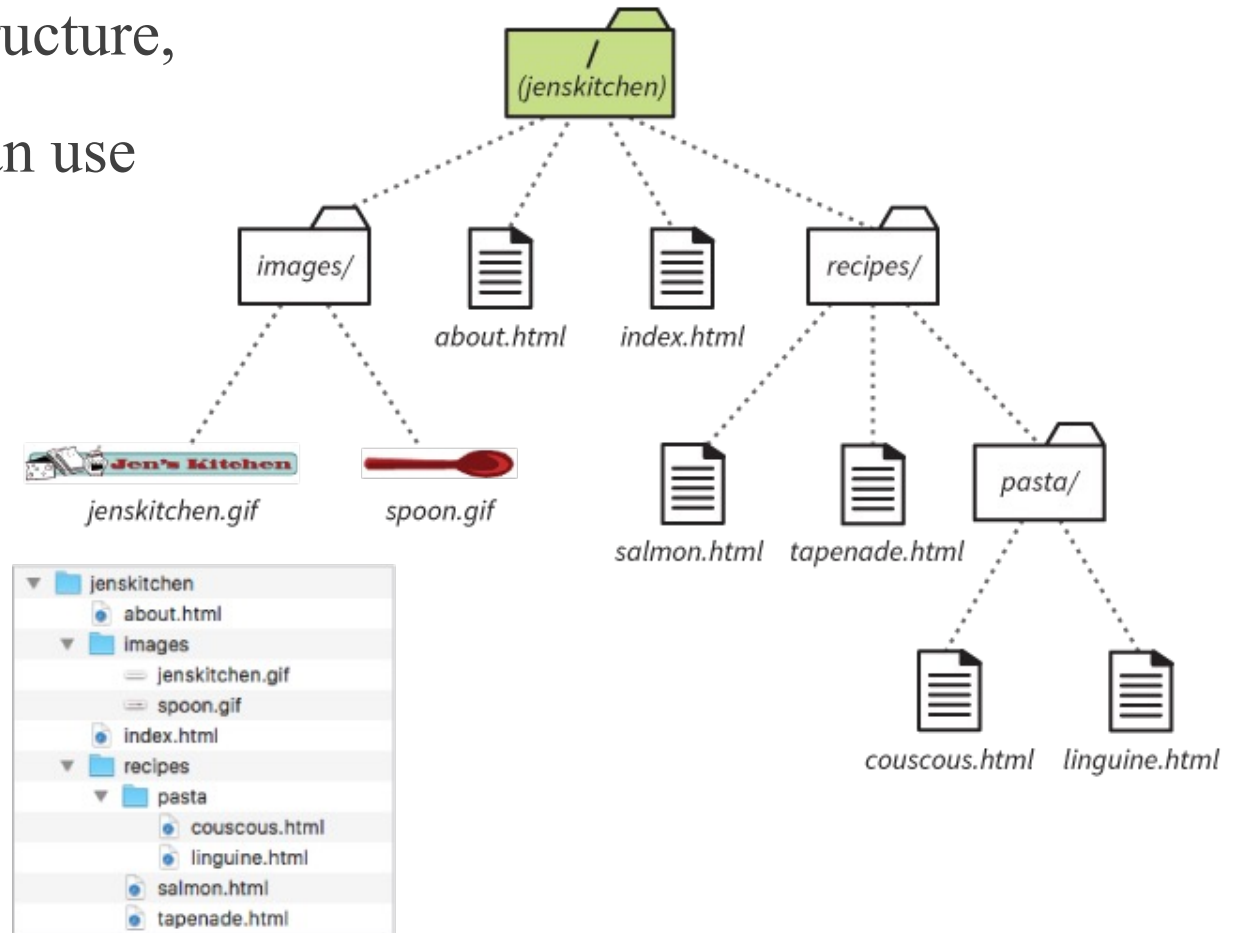 ucture,
n use
/
(jenskitchen)
images/
about.html
index.html
recipes/
Jen's Kitchen
jenskitchen.gif
spoon.gif
salmon.html
tapenade.html
pasta/
couscous.html
linguine.html
jenskitchen
about.html
images
jenskitchen.gif
spoon.gif
index.html
recipes
pasta
couscous.html
linguine.html
salmon.html
tapenade.html